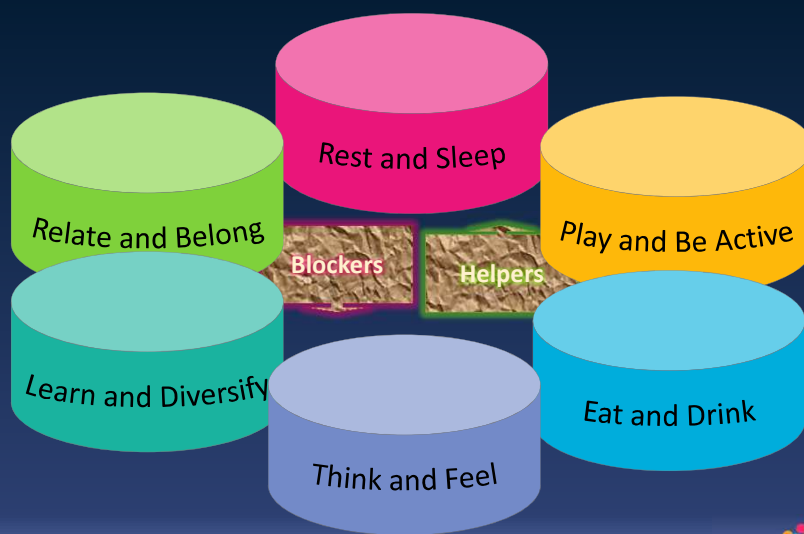 Rest and Sleep
Relate and Belong
Play and Be Active
Blockers
Helpers
Learn and Diversify
Eat and Drink
Think and Feel